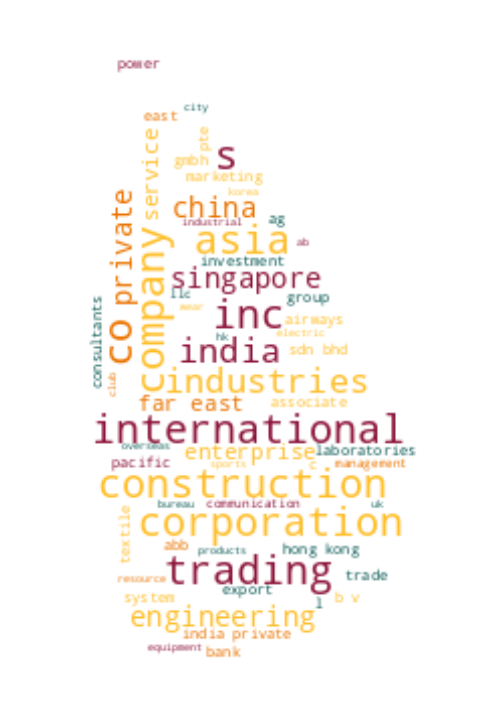 power
city
east
pte
s
gmbh
marketing
service
korea
china
private
industrial
ag
asia
ab
company
investment
singapore
llc
group
wear
inc
airways
co
consultants
electric
hk
india
sdn bhd
club
industries
far east
associate
international
overseas
enterprise
laboratories
pacific
sports
c
management
construction
bureau
communication
uk
corporation
textile
abb
products
hong kong
trading
resource
trade
export
system
l
b v
engineering
india private
equipment
bank